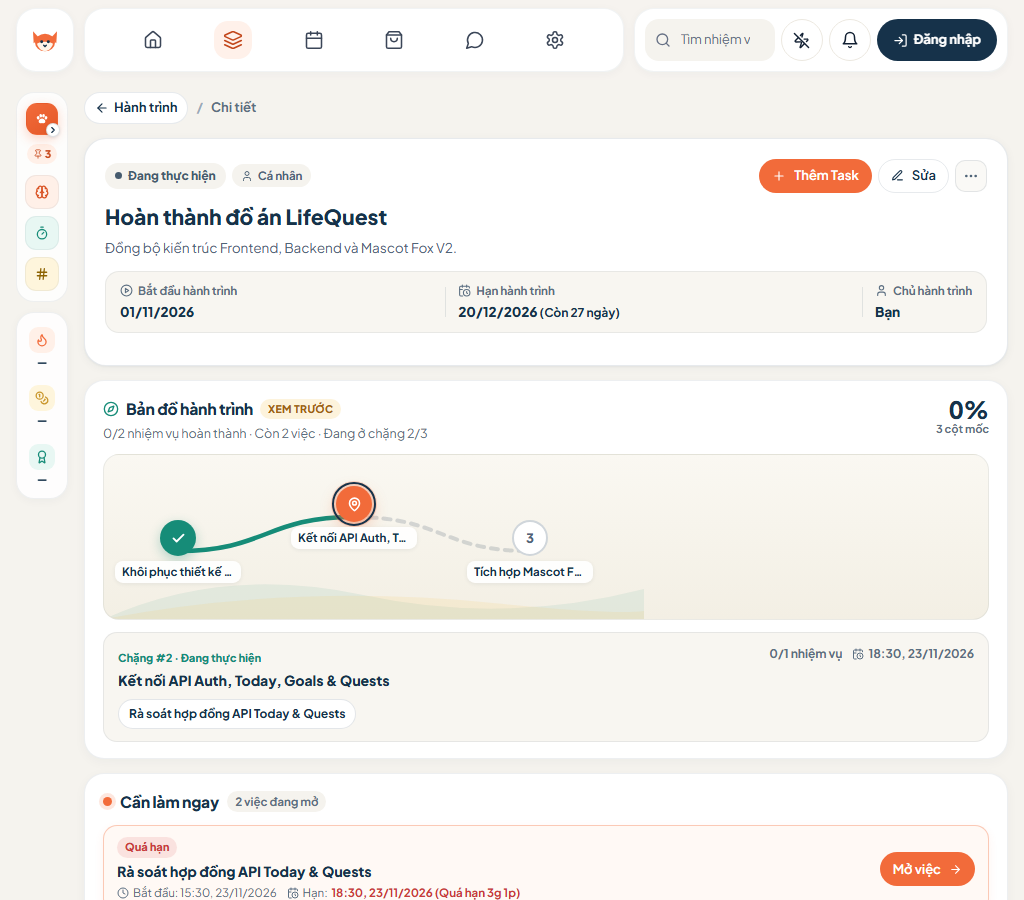 Tìm nhiệm v
Đăng nhập
Hành trình / Chi tiết
3
Đang thực hiện
Cá nhân
Thêm Task
Sửa
Hoàn thành đồ án LifeQuest
Đồng bộ kiến trúc Frontend, Backend và Mascot Fox V2.
Bắt đầu hành trình
01/11/2026
Hạn hành trình
20/12/2026 (Còn 27 ngày)
Chủ hành trình
Bạn
Bản đồ hành trình
XEM TRƯỚC
0%
3 cột mốc
0/2 nhiệm vụ hoàn thành · Còn 2 việc · Đang ở chặng 2/3
Khôi phục thiết kế ...
Kết nối API Auth, T...
3
Tích hợp Mascot F...
Chặng #2 · Đang thực hiện
0/1 nhiệm vụ
18:30, 23/11/2026
Kết nối API Auth, Today, Goals & Quests
Rà soát hợp đồng API Today & Quests
Cần làm ngay
2 việc đang mở
Quá hạn
Rà soát hợp đồng API Today & Quests
Bắt đầu: 15:30, 23/11/2026
Hạn: 18:30, 23/11/2026 (Quá hạn 3g 1p)
Mở việc